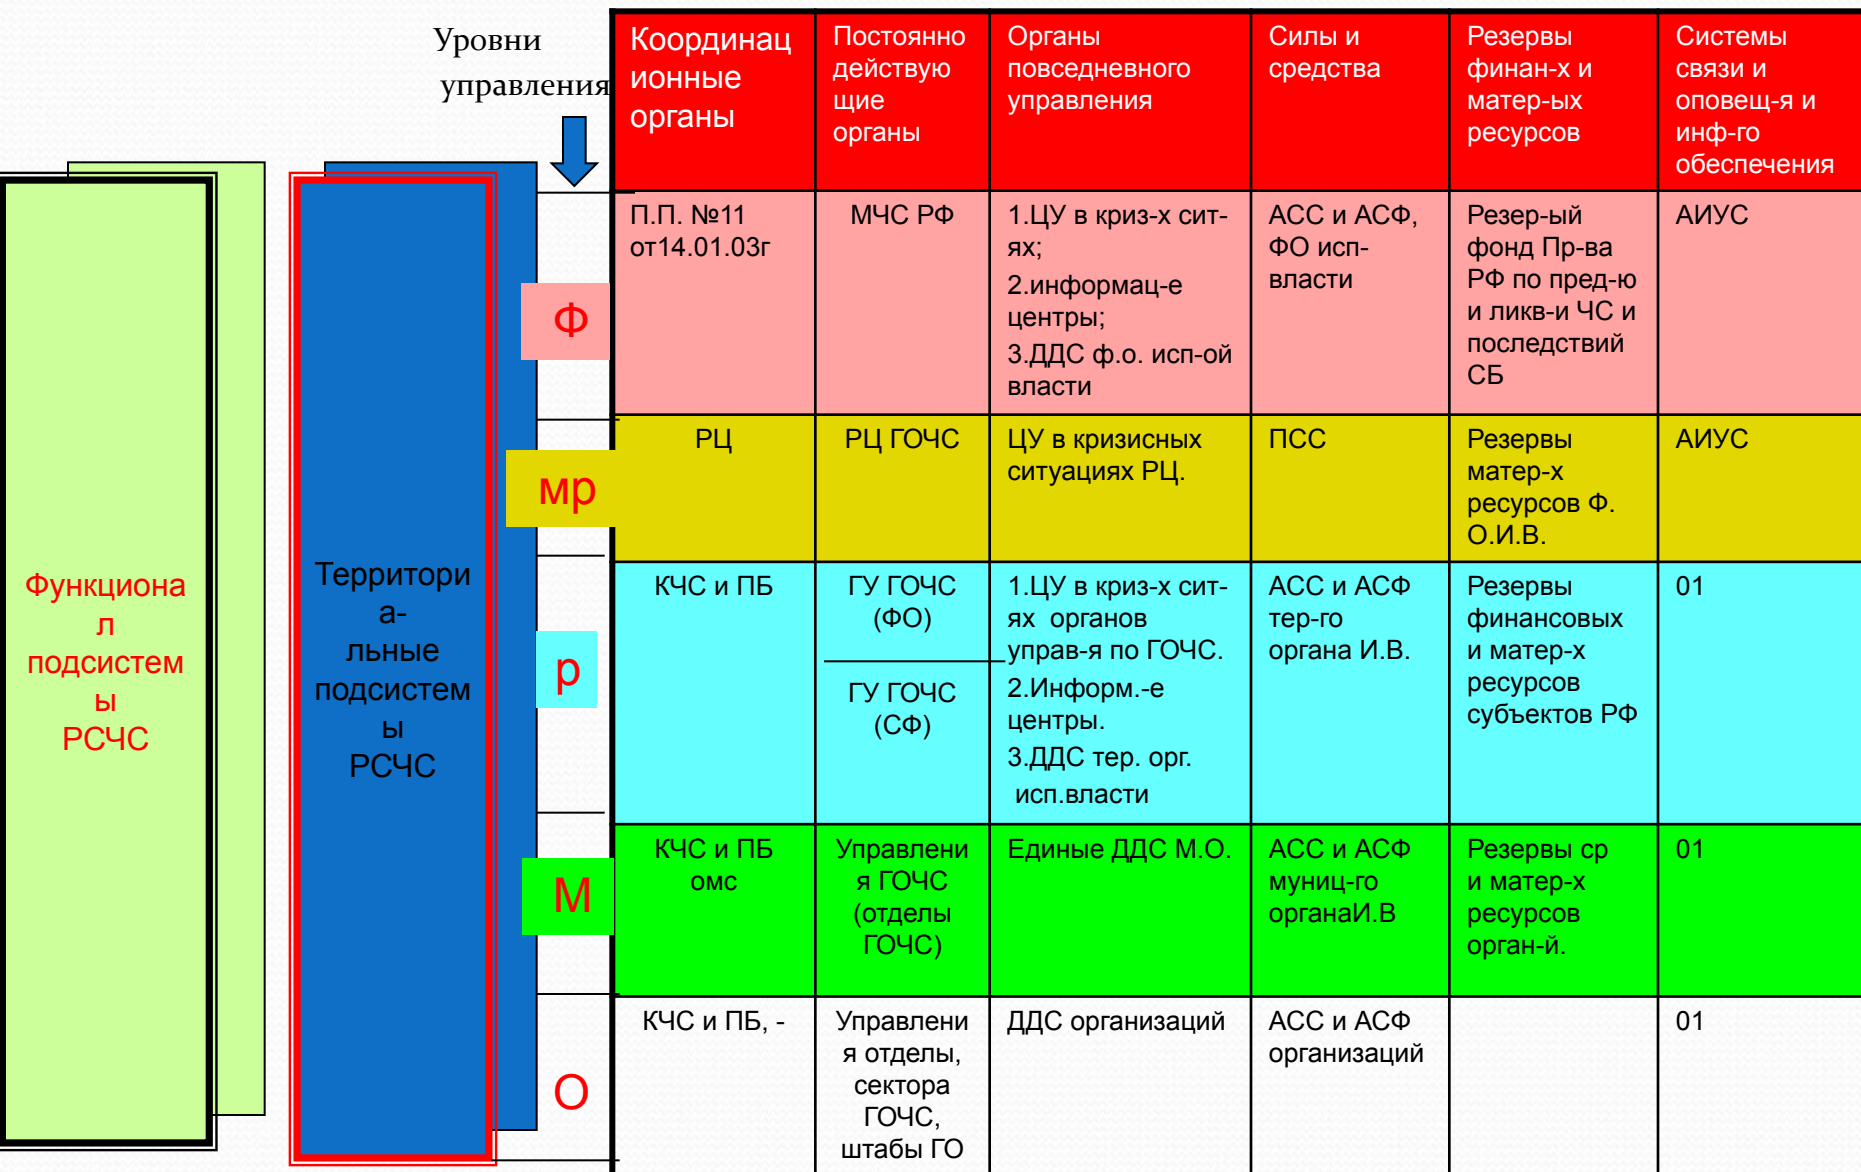 Уровни
управления
Функциона
л
подсистем
ы
РСЧС
Территори
а-
льные
подсистем
ы
РСЧС
Координац
ионные
органы
Постоянно
действую
щие
органы
Органы
повседневного
управления
Силы и
средства
Резервы
финан-х и
матер-ых
ресурсов
Системы
связи и
оповещ-я и
инф-го
обеспечения
Ф
П.П. №11
от14.01.03г
МЧС РФ
1.ЦУ в криз-х сит-
ях;
2.информац-е
центры;
3.ДДС ф.о. исп-ой
власти
АСС и АСФ,
ФО исп-
власти
Резер-ый
фонд Пр-ва
РФ по пред-ю
и ликв-и ЧС и
последствий
СБ
АИУС
мр
РЦ
РЦ ГОЧС
ЦУ в кризисных
ситуациях РЦ.
ПСС
Резервы
матер-х
ресурсов Ф.
О.И.В.
АИУС
р
КЧС и ПБ
ГУ ГОЧС
(ФО)
ГУ ГОЧС
(СФ)
1.ЦУ в криз-х сит-
ях органов
управ-я по ГОЧС.
2.Информ.-е
центры.
3.ДДС тер. орг.
исп.власти
АСС и АСФ
тер-го
органа И.В.
Резервы
финансовых
и матер-х
ресурсов
субъектов РФ
01
М
КЧС и ПБ
омс
Управлени
я ГОЧС
(отделы
ГОЧС)
Единые ДДС М.О.
АСС и АСФ
муниц-го
органаИ.В
Резервы ср
и матер-х
ресурсов
орган-й.
01
О
КЧС и ПБ, -
Управлени
я отделы,
сектора
ГОЧС,
штабы ГО
ДДС организаций
АСС и АСФ
организаций
01